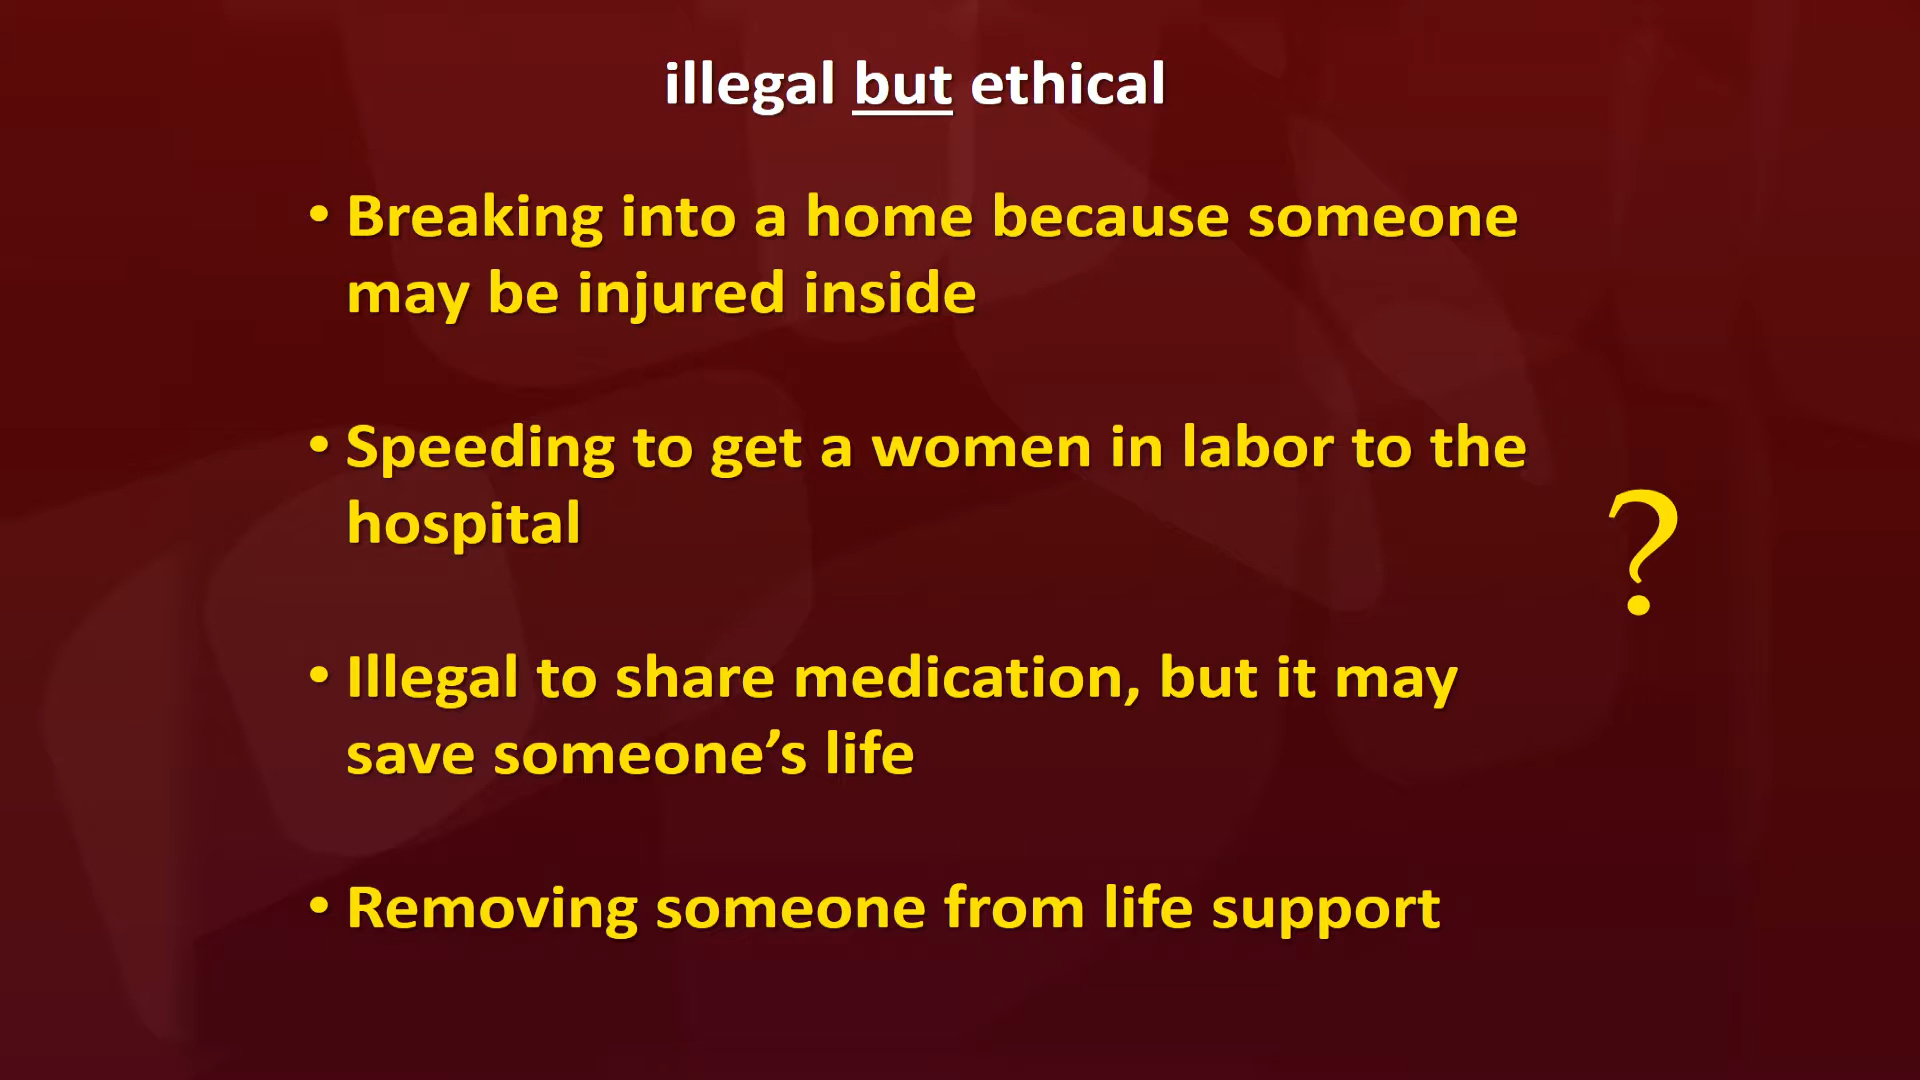 illegal but ethical
• Breaking into a home because someone
may be injured inside
• Speeding to get a women in labor to the
hospital
?
• Illegal to share medication, but it may
save someone’s life
• Removing someone from life support